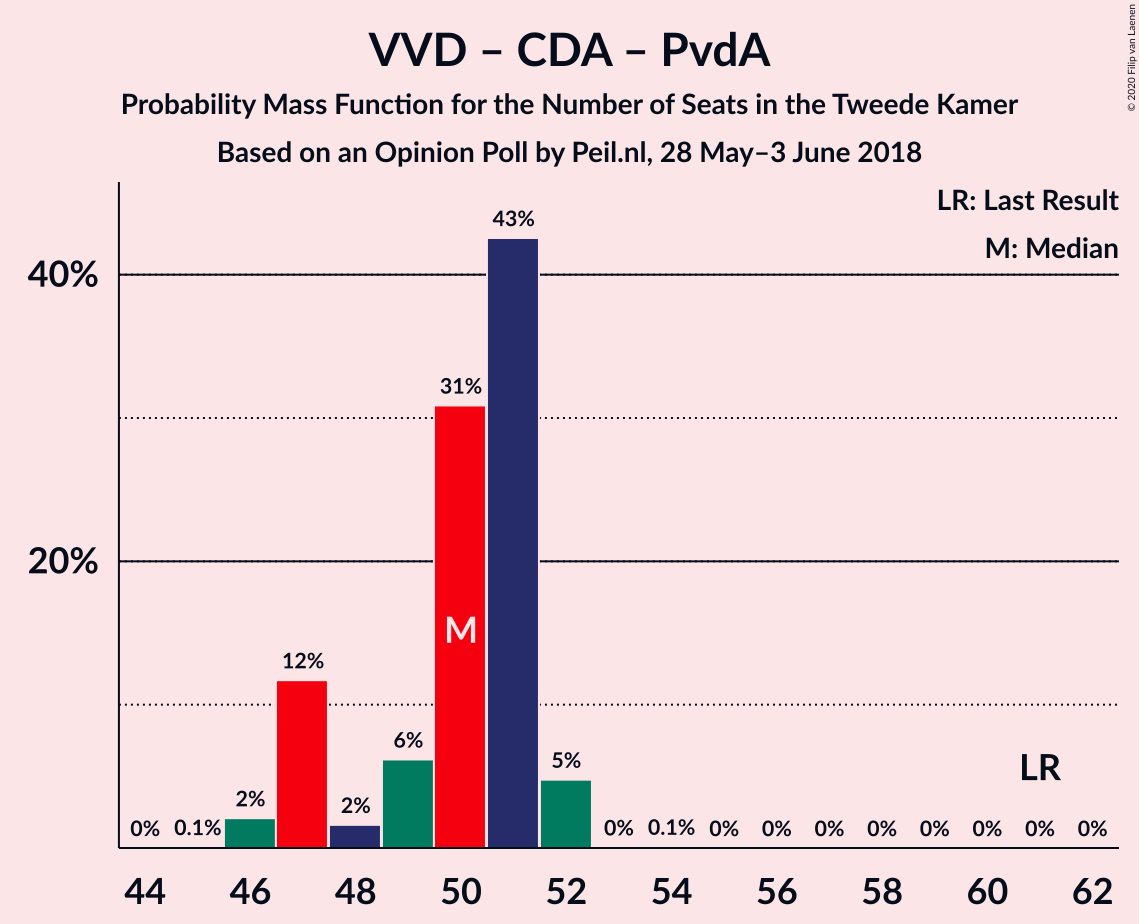 VVD – CDA – PvdA
Probability Mass Function for the Number of Seats in the Tweede Kamer
Based on an Opinion Poll by Peil.nl, 28 May–3 June 2018
© 2020 Filip van Laenen
LR: Last Result
M: Median
43%
40%
31%
20%
M
12%
6%
LR
5%
2%
2%
0% 0.1% 0% 0.1% 0% 0% 0% 0% 0% 0% 0% 0%
44 46 48 50 52 54 56 58 60 62